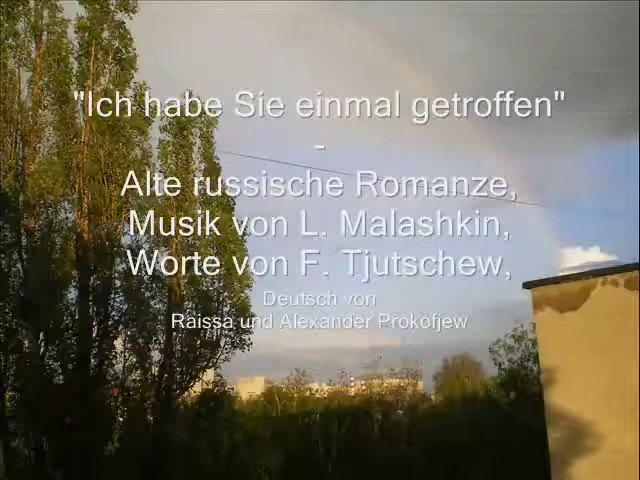 "Ich habe Sie einmal getroffen"
-
Alte russische Romanze,
Musik von L. Malashkin,
Worte von F. Tjutschew,
Deutsch von
Raissa und Alexander Prokofjew